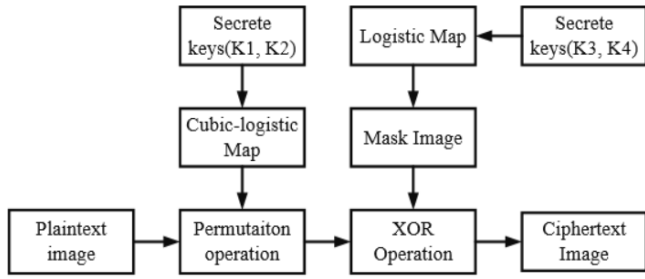 Secrete
keys(K1, K2)
Logistic Map
Secrete
keys(K3, K4)
Cubic-logistic
Map
Mask Image
Plaintext
image
Permutaiton
operation
XOR
Operation
Ciphertext
Image